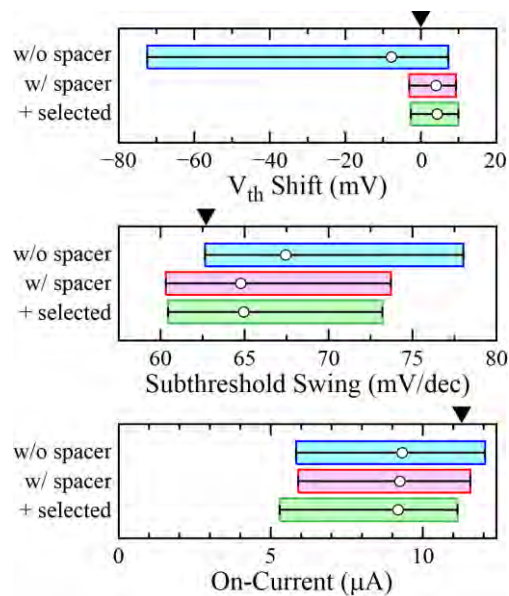 w/o spacer
w/ spacer
+ selected
−80 −60 −40 −20 0 20
Vth Shift (mV)
w/o spacer
w/ spacer
+ selected
60 65 70 75 80
Subthreshold Swing (mV/dec)
w/o spacer
w/ spacer
+ selected
0 5 10
On-Current (μA)